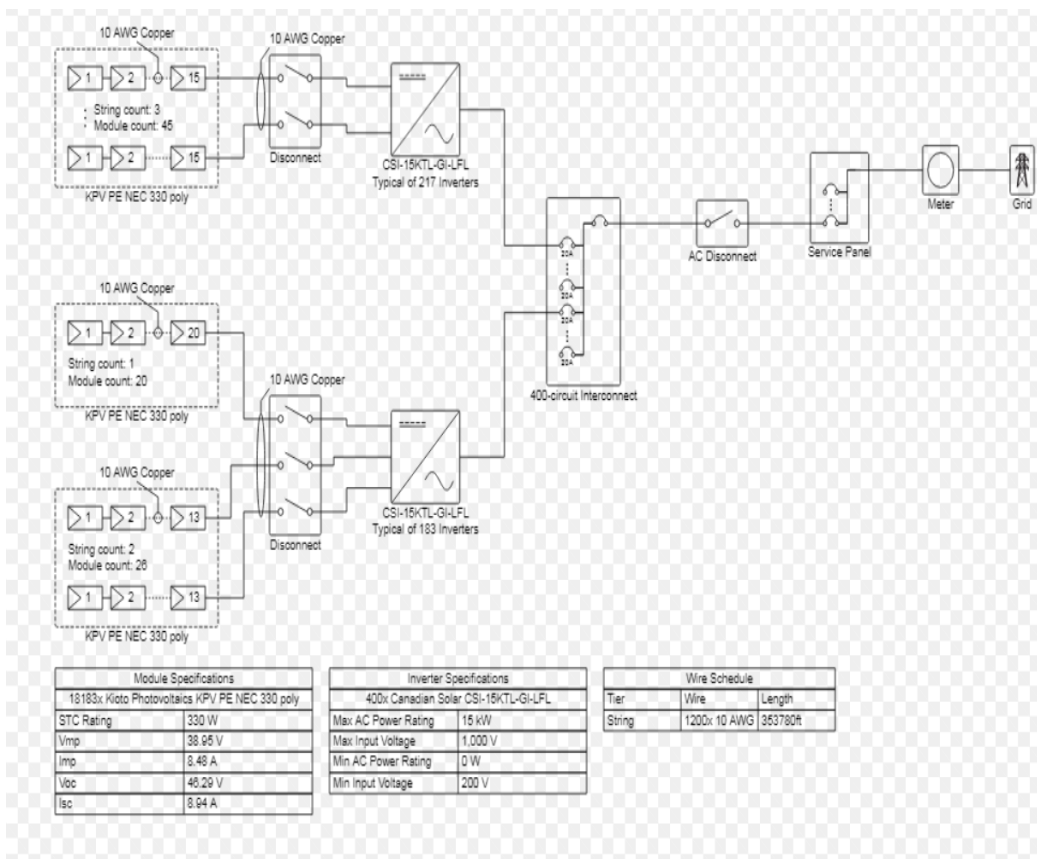 10 AWG Copper
10 AWG Copper
1 2 15
String count: 3
Module count: 45
1 2 15
KPV PE NEC 330 poly
Disconnect
CSI-15KTL-GI-LFL
Typical of 217 Inverters
20A
20A
20A
20A
400-circuit Interconnect
AC Disconnect
Service Panel
Meter
Grid
10 AWG Copper
1 2 20
String count: 1
Module count: 20
KPV PE NEC 330 poly
10 AWG Copper
10 AWG Copper
1 2 13
String count: 2
Module count: 26
1 2 13
KPV PE NEC 330 poly
Disconnect
CSI-15KTL-GI-LFL
Typical of 183 Inverters
Module Specifications
18183x Kioto Photovoltaics KPV PE NEC 330 poly
STC Rating 330 W
Vmp 38.95 V
Imp 8.48 A
Voc 46.29 V
Isc 8.94 A
Inverter Specifications
400x Canadian Solar CSI-15KTL-GI-LFL
Max AC Power Rating 15 kW
Max Input Voltage 1,000 V
Min AC Power Rating 0 W
Min Input Voltage 200 V
Wire Schedule
Tier Wire Length
String 1200x 10 AWG 353780ft